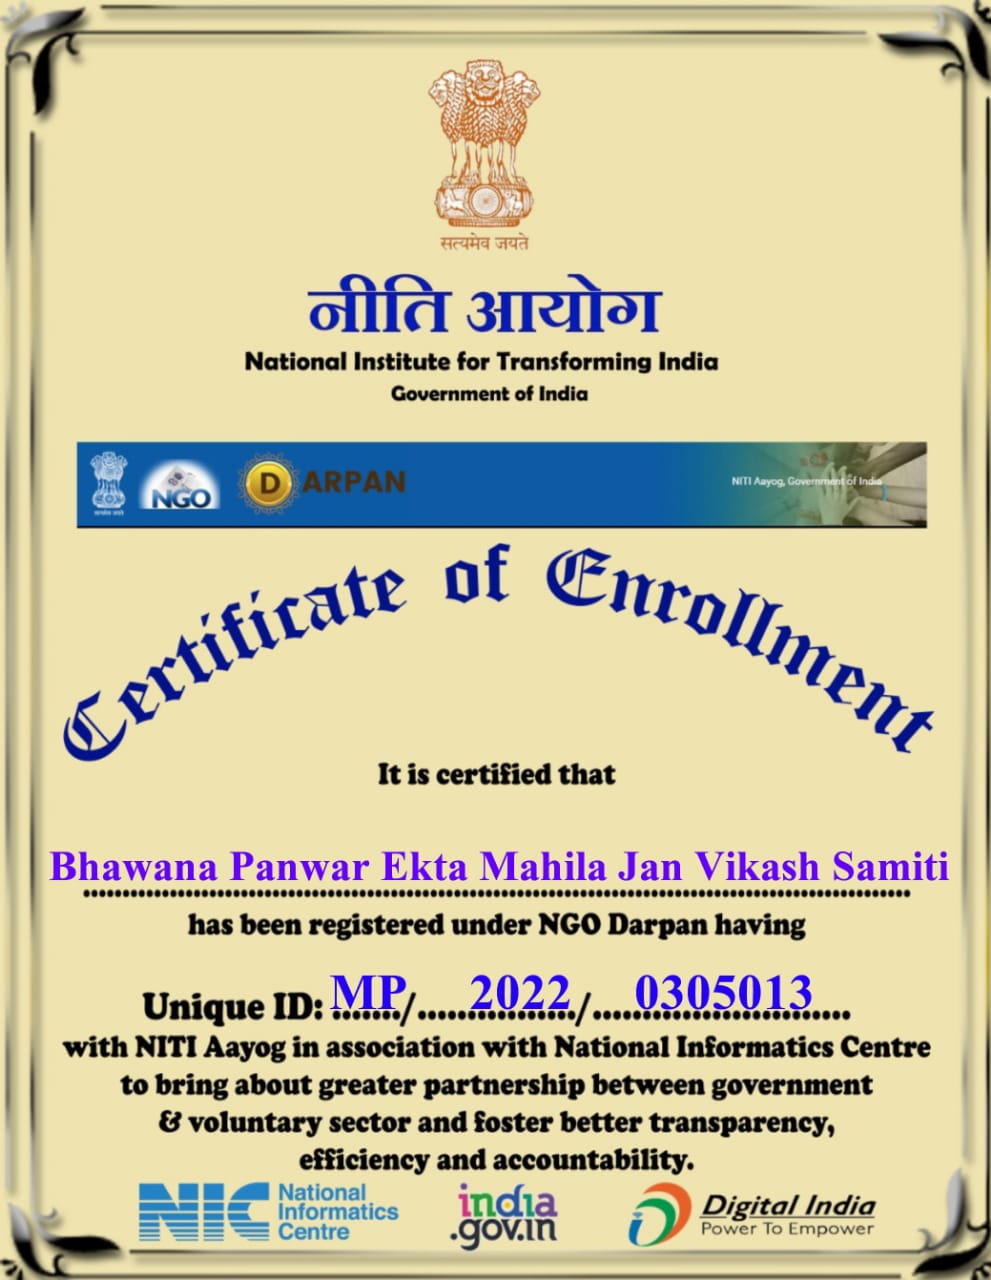 सत्यमेव जयते
नीति आयोग
National Institute for Transforming India
Government of India
सत्यमेव जयते
NGO
DARPAN
NITI Aayog, Government of India
Certificate of Enrollment
It is certified that
Bhawana Panwar Ekta Mahila Jan Vikash Samiti
has been registered under NGO Darpan having
Unique ID: MP/ 2022/ 0305013
with NITI Aayog in association with National Informatics Centre
to bring about greater partnership between government
& voluntary sector and foster better transparency,
efficiency and accountability.
NIC National
Informatics
Centre
india
.gov.in
Digital India
Power To Empower